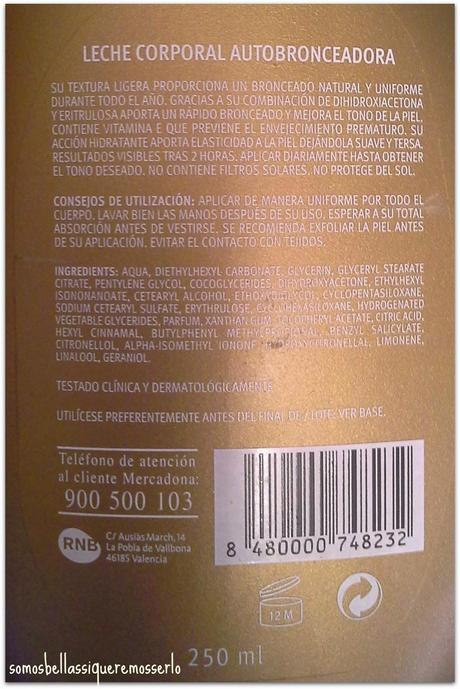 LECHE CORPORAL AUTOBRONCEADORA
SU TEXTURA LIGERA PROPORCIONA UN BRONCEADO NATURAL Y UNIFORME
DURANTE TODO EL AÑO. GRACIAS A SU COMBINACIÓN DE DIHIDROXIACETONA
Y ERITRULOSA APORTA UN RÁPIDO BRONCEADO Y MEJORA EL TONO DE LA PIEL,
CONTIENE VITAMINA E QUE PREVIENE EL ENVEJECIMIENTO PREMATURO. SU
ACCIÓN HIDRATANTE APORTA ELASTICIDAD A LA PIEL DEJÁNDOLA SUAVE Y TERSA.
RESULTADOS VISIBLES TRAS 2 HORAS. APLICAR DIARIAMENTE HASTA OBTENER
EL TONO DESEADO. NO CONTIENE FILTROS SOLARES. NO PROTEGE DEL SOL.
CONSEJOS DE UTILIZACIÓN: APLICAR DE MANERA UNIFORME POR TODO EL
CUERPO. LAVAR BIEN LAS MANOS DESPUÉS DE SU USO, ESPERAR A SU TOTAL
ABSORCIÓN ANTES DE VESTIRSE. SE RECOMIENDA EXFOLIAR LA PIEL ANTES
DE SU APLICACIÓN. EVITAR EL CONTACTO CON TEJIDOS.
INGREDIENTS: AQUA, DIETHYLHEXYL CARBONATE, GLYCERIN, GLYCERYL STEARATE
CITRATE, PENTYLENE GLYCOL, COCOGLYCERIDES, DIHYDROXYACETONE, ETHYLHEXYL
ISONONANOATE, CETEARYL ALCOHOL, ETHOXYDIGLYCOL, CYCLOPENTASILOXANE,
SODIUM CETEARYL SULFATE, ERYTHRULOSE, CYCLOHEXASILOXANE, HYDROGENATED
VEGETABLE GLYCERIDES, PARFUM, XANTHAN GUM, TOCOPHERYL ACETATE, CITRIC ACID,
HEXYL CINNAMAL, BUTYLPHENYL METHYLPROPIONAL, BENZYL SALICYLATE,
CITRONELLOL, ALPHA-ISOMETHYL IONONE, HYDROXYCITRONELLAL, LIMONENE,
LINALOOL, GERANIOL.
TESTADO CLÍNICA Y DERMATOLÓGICAMENTE
UTILÍCESE PREFERENTEMENTE ANTES DEL FINAL DE / LOTE: VER BASE.
Teléfono de atención
al cliente Mercadona:
900 500 103
RNB
C/ Ausiàs March, 14
La Pobla de Vallbona
46185 Valencia
8 480000 748232
12 M
250 ml
somosbellassiqueremosserlo